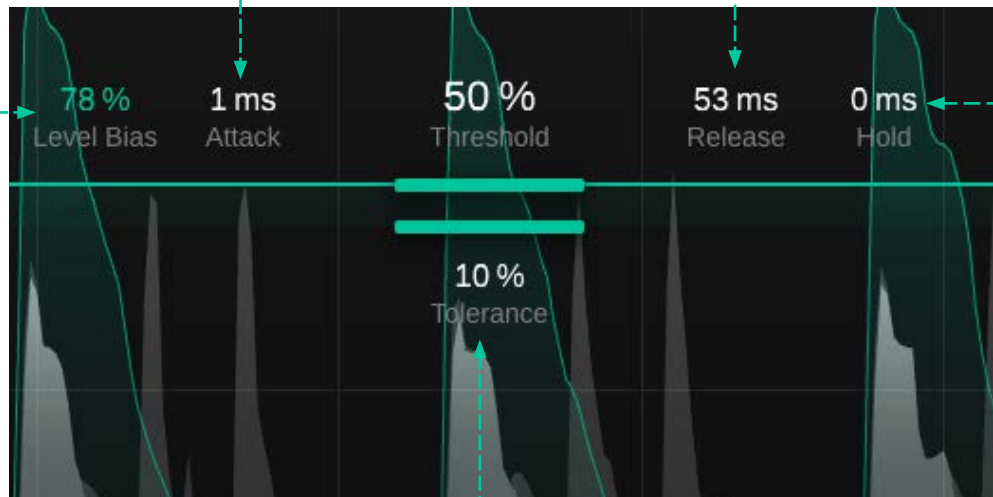 78 % 1 ms 50 % 53 ms 0 ms
Level Bias Attack Threshold Release Hold
10 %
Tolerance